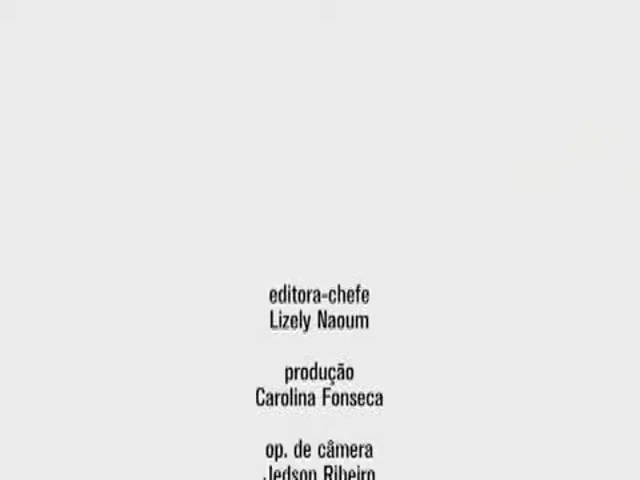 editora-chefe
Lizely Naoum
produção
Carolina Fonseca
op. de câmera
Jedson Ribeiro